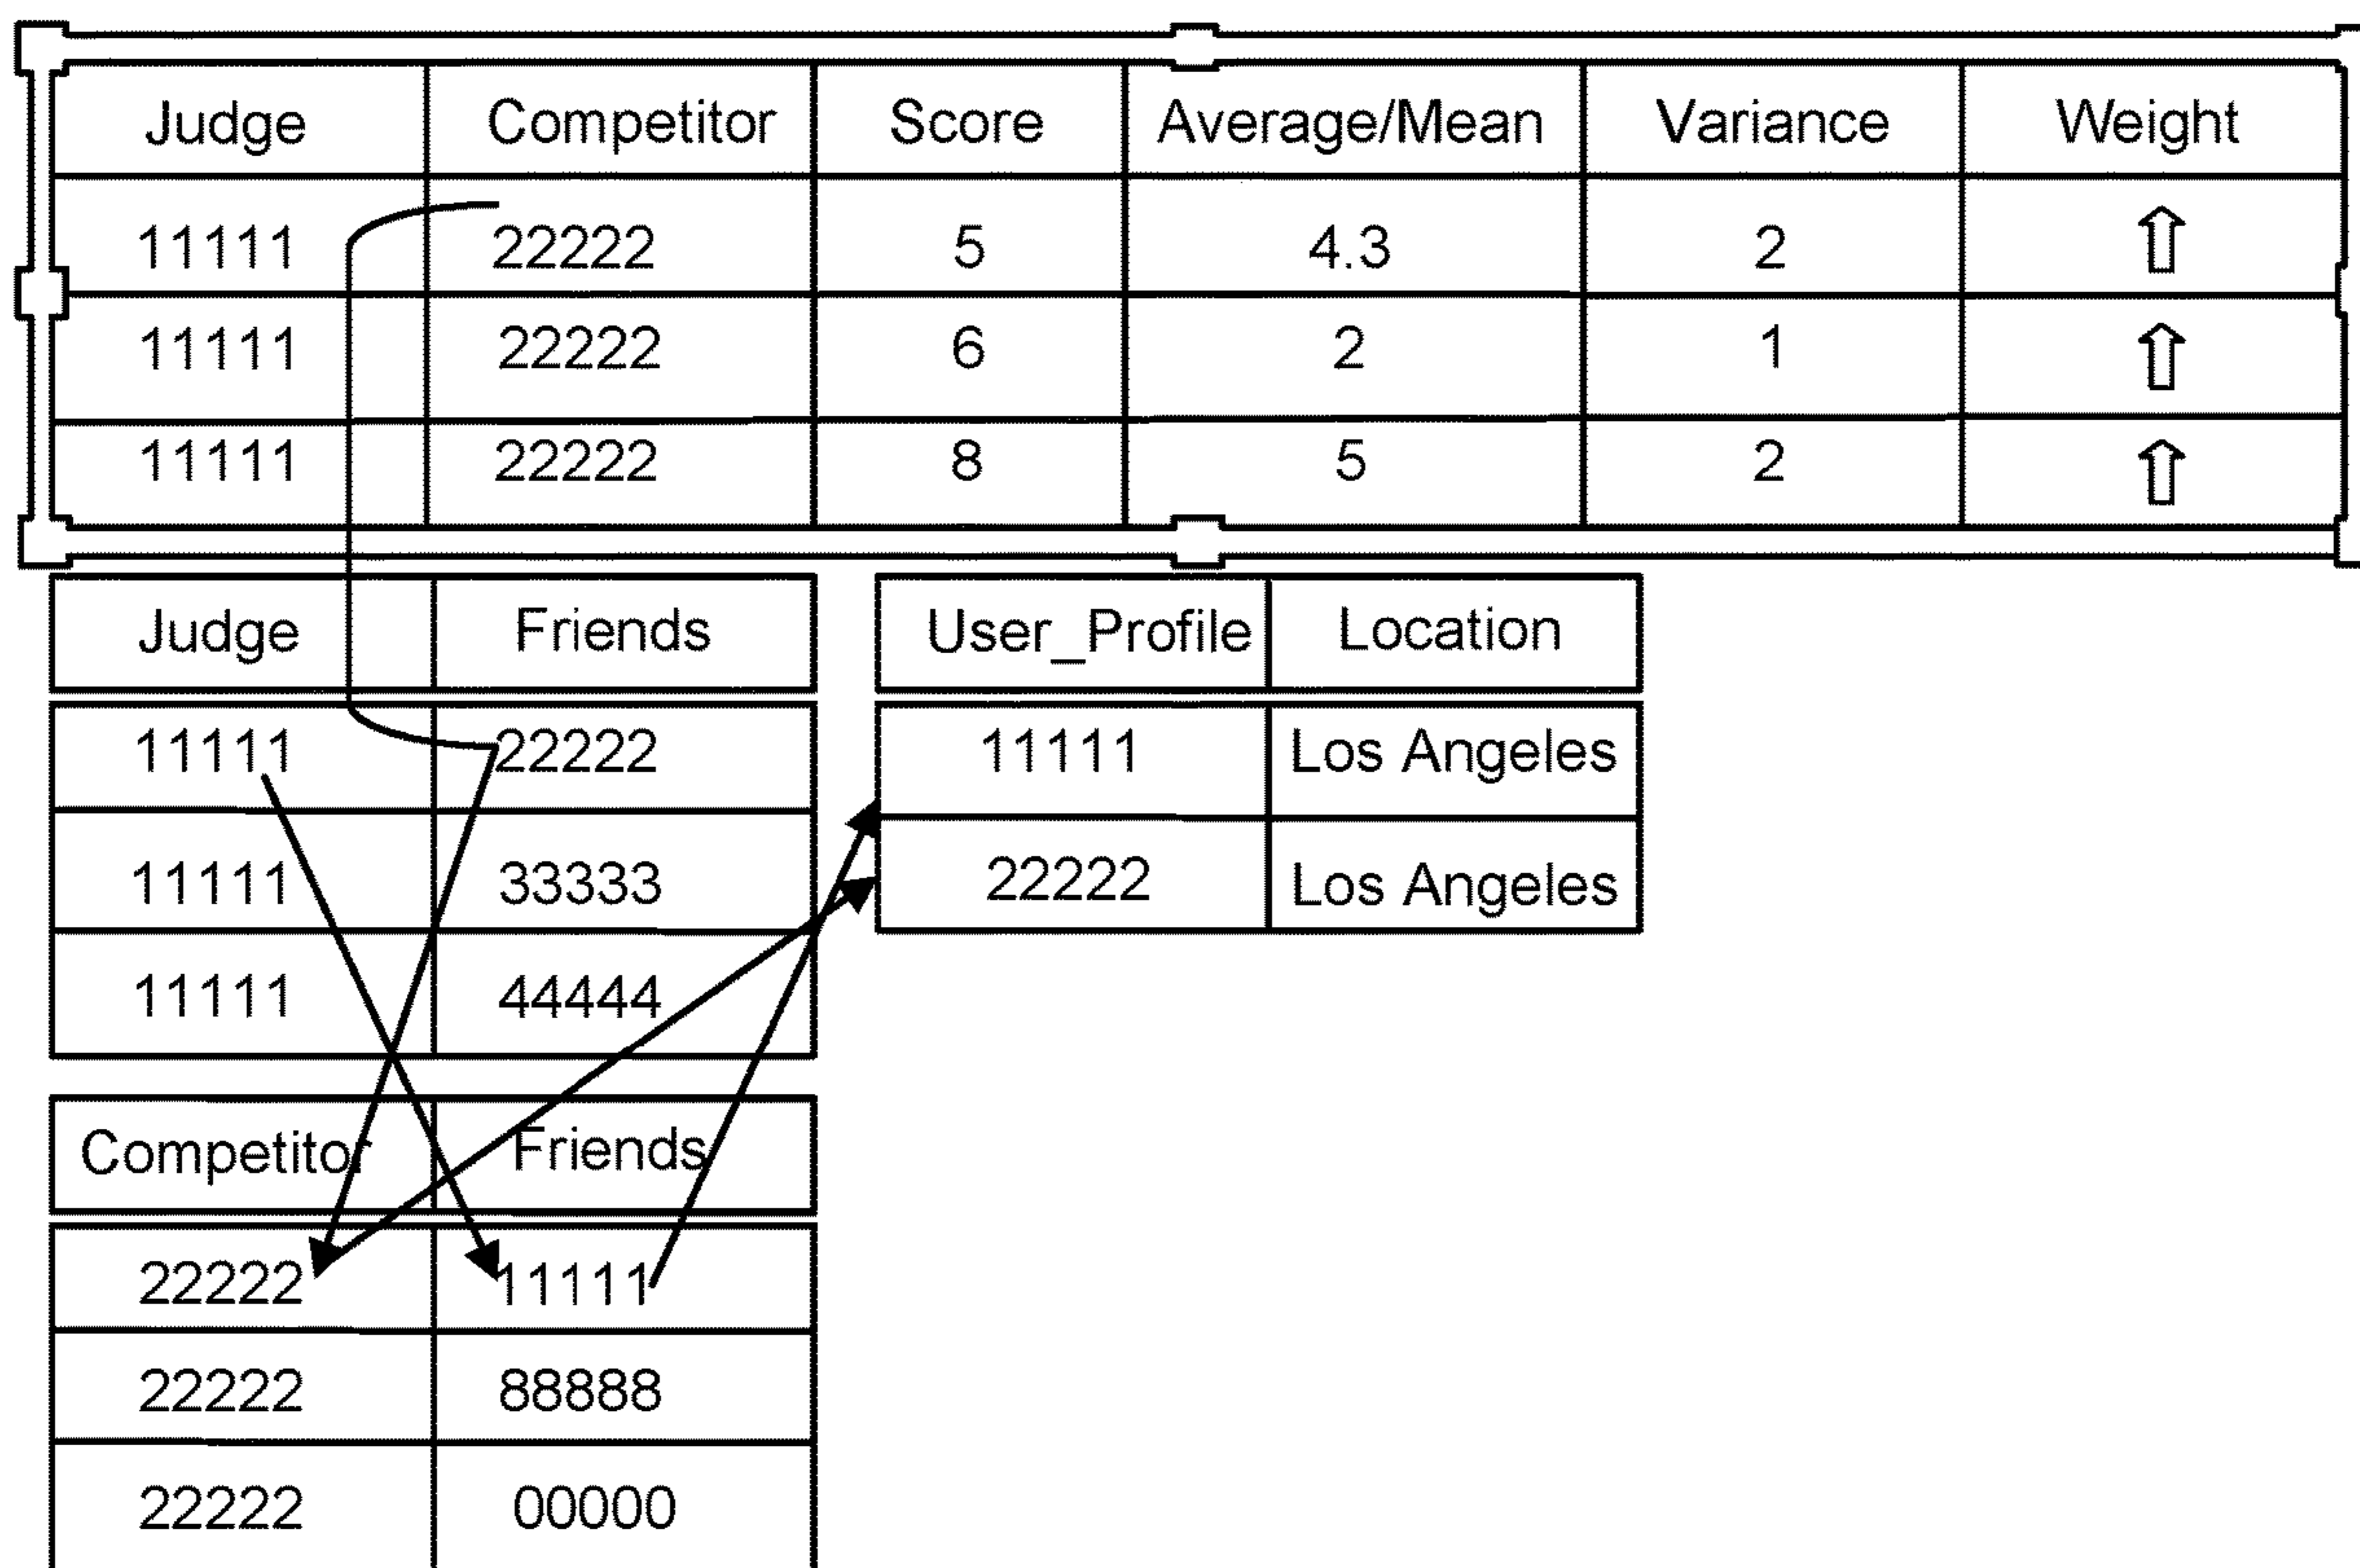 Judge Competitor Score Average/Mean Variance Weight
11111 22222 5 4.3 2 ⇧
11111 22222 6 2 1 ⇧
11111 22222 8 5 2 ⇧
Judge Friends
11111 22222
11111 33333
11111 44444
User_Profile Location
11111 Los Angeles
22222 Los Angeles
Competitor Friends
22222 11111
22222 88888
22222 00000